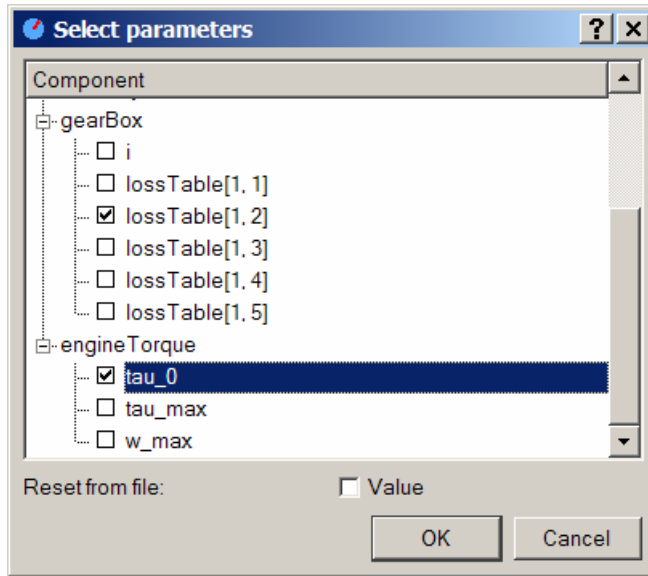 Select parameters
Component
gearBox
i
lossTable[1, 1]
lossTable[1, 2]
lossTable[1, 3]
lossTable[1, 4]
lossTable[1, 5]
engineTorque
tau_0
tau_max
w_max
Reset from file: Value
OK Cancel